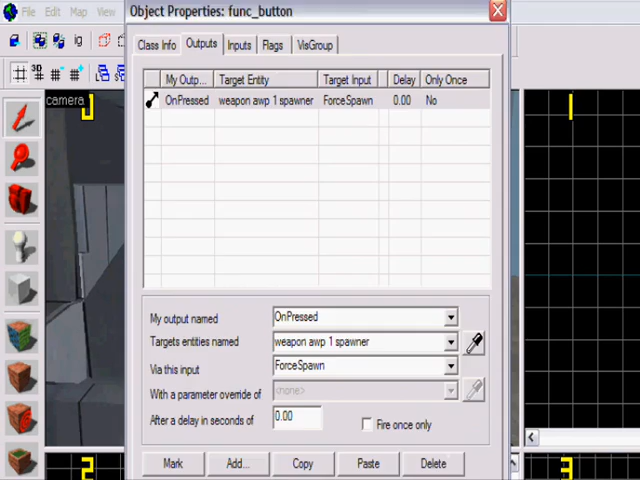 Object Properties: func_button
File Edit View Map
Class Info Outputs Inputs Flags VisGroup
ig
3D
My Outp... Target Entity Target Input Delay Only Once
OnPressed weapon awp 1 spawner ForceSpawn 0.00 No
camera
My output named OnPressed
Targets entities named weapon awp 1 spawner
Via this input ForceSpawn
With a parameter override of <none>
After a delay in seconds of 0.00 Fire once only
Mark Add... Copy Paste Delete
2 3